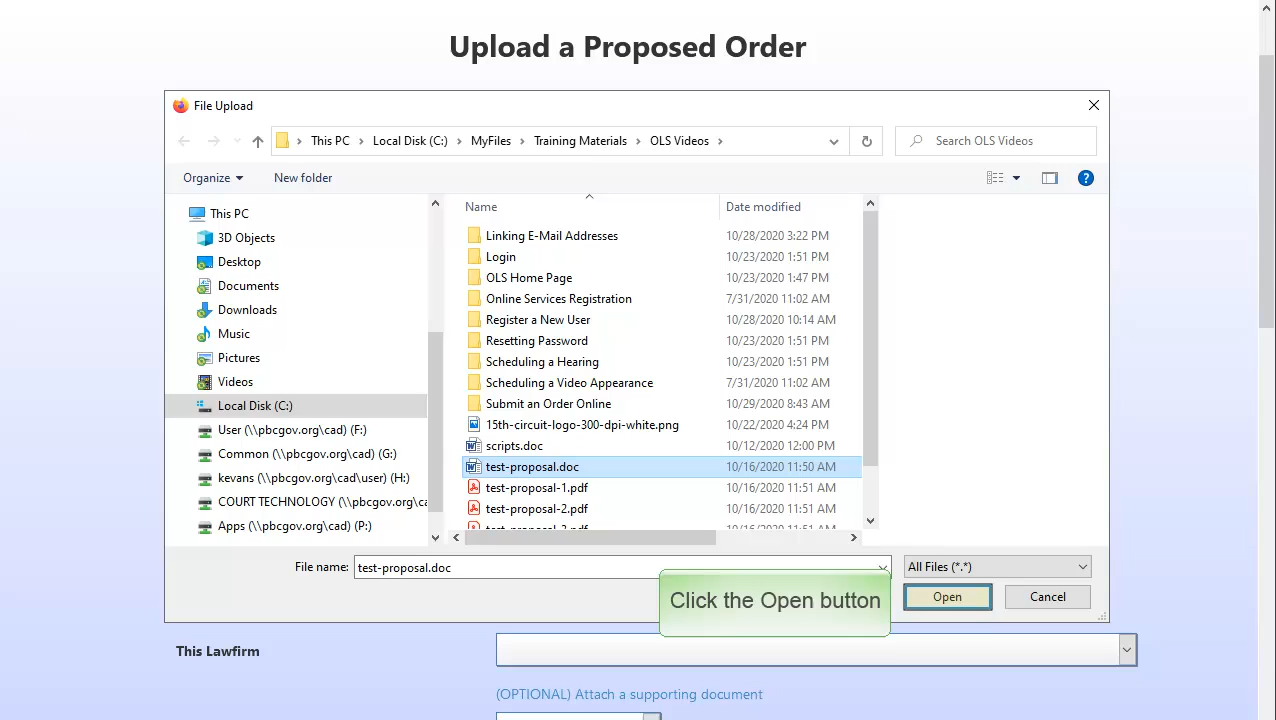 Upload a Proposed Order
File Upload
This PC > Local Disk (C:) > MyFiles > Training Materials > OLS Videos >
Search OLS Videos
Organize
New folder
This PC
3D Objects
Desktop
Documents
Downloads
Music
Pictures
Videos
Local Disk (C:)
User (\\pbcgov.org\cad) (F:)
Common (\\pbcgov.org\cad) (G:)
kevans (\\pbcgov.org\cad\user) (H:)
COURT TECHNOLOGY (\\pbcgov.org\ca
Apps (\\pbcgov.org\cad) (P:)
Name Date modified
Linking E-Mail Addresses 10/28/2020 3:22 PM
Login 10/23/2020 1:51 PM
OLS Home Page 10/23/2020 1:47 PM
Online Services Registration 7/31/2020 11:02 AM
Register a New User 10/28/2020 10:14 AM
Resetting Password 10/23/2020 1:51 PM
Scheduling a Hearing 10/23/2020 1:51 PM
Scheduling a Video Appearance 7/31/2020 11:02 AM
Submit an Order Online 10/29/2020 8:43 AM
15th-circuit-logo-300-dpi-white.png 10/22/2020 4:24 PM
scripts.doc 10/12/2020 12:00 PM
test-proposal.doc 10/16/2020 11:50 AM
test-proposal-1.pdf 10/16/2020 11:51 AM
test-proposal-2.pdf 10/16/2020 11:51 AM
test-proposal-3.pdf 10/16/2020 11:51 AM
File name: test-proposal.doc
All Files (*.*)
Click the Open button
Open
Cancel
This Lawfirm
(OPTIONAL) Attach a supporting document